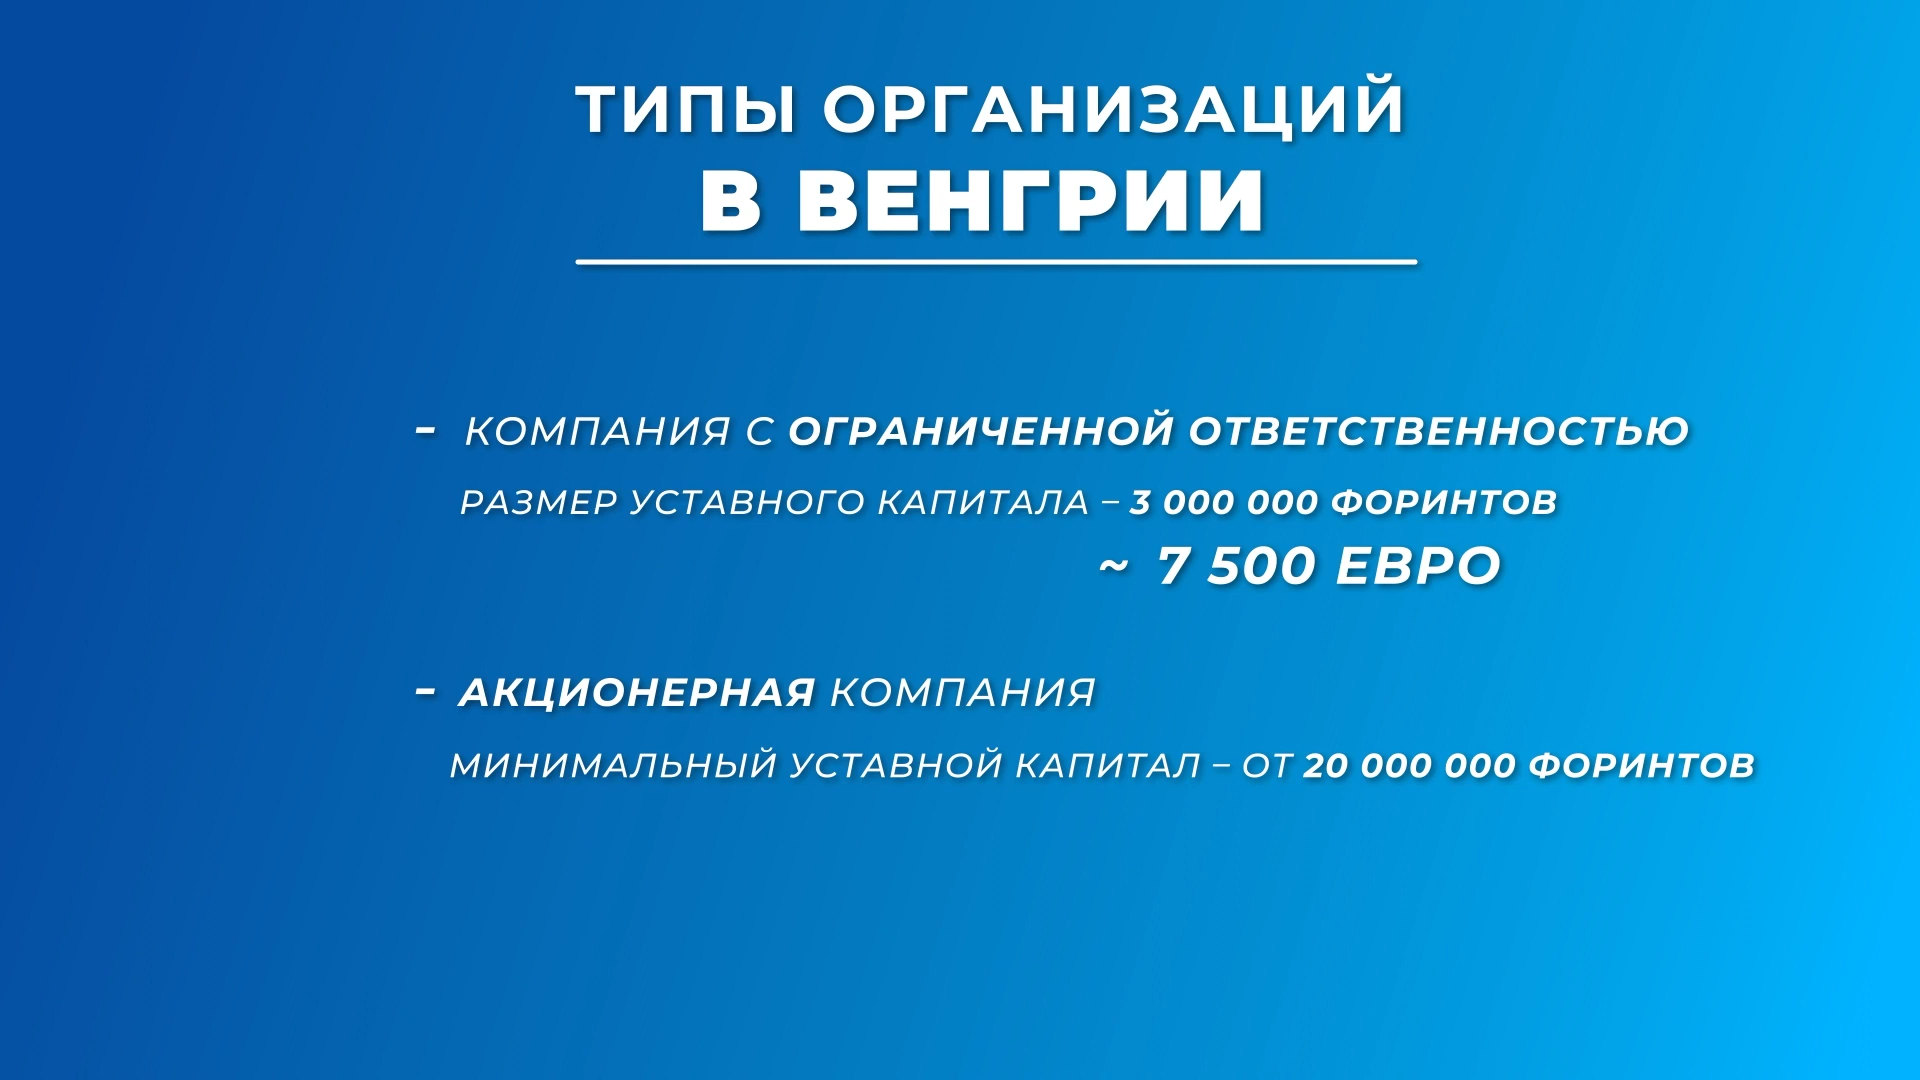 ТИПЫ ОРГАНИЗАЦИЙ
В ВЕНГРИИ
- КОМПАНИЯ С ОГРАНИЧЕННОЙ ОТВЕТСТВЕННОСТЬЮ
РАЗМЕР УСТАВНОГО КАПИТАЛА – 3 000 000 ФОРИНТОВ
~ 7 500 ЕВРО
- АКЦИОНЕРНАЯ КОМПАНИЯ
МИНИМАЛЬНЫЙ УСТАВНОЙ КАПИТАЛ – ОТ 20 000 000 ФОРИНТОВ